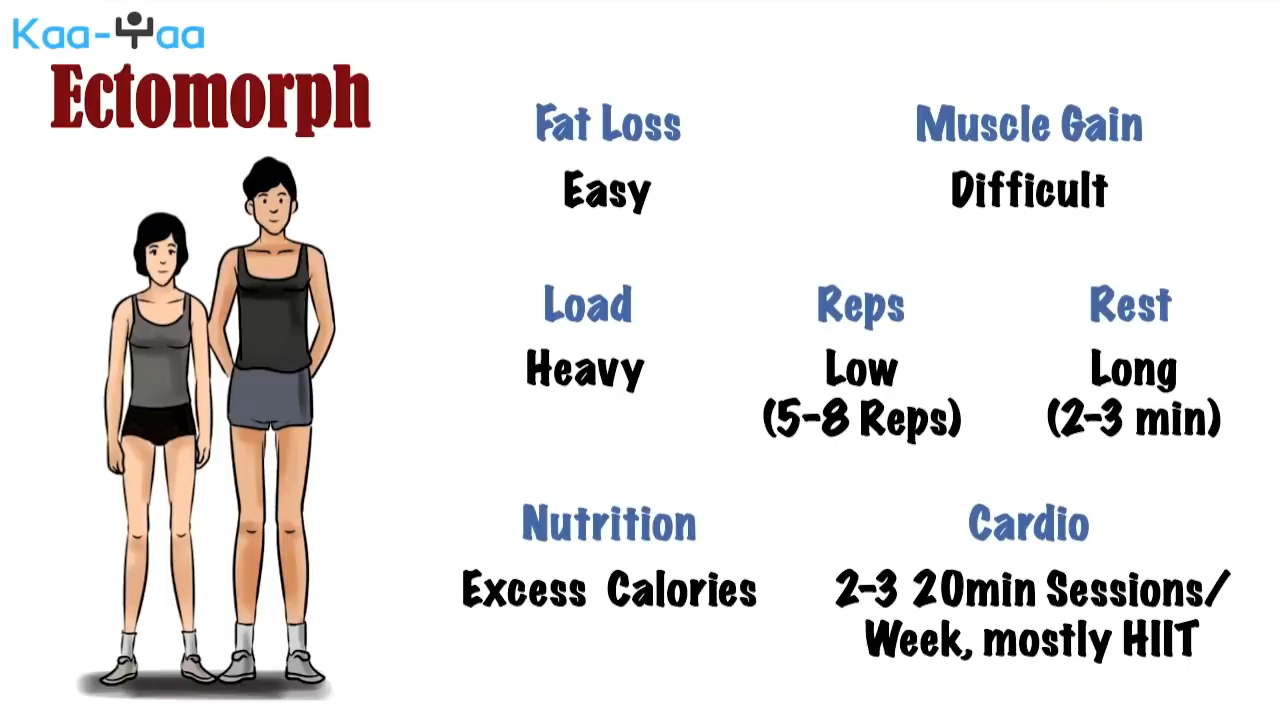 Kaa-Yaa
Ectomorph
Fat Loss
Easy
Muscle Gain
Difficult
Load
Heavy
Reps
Low
(5-8 Reps)
Rest
Long
(2-3 min)
Nutrition
Excess Calories
Cardio
2-3 20min Sessions/
Week, mostly HIIT